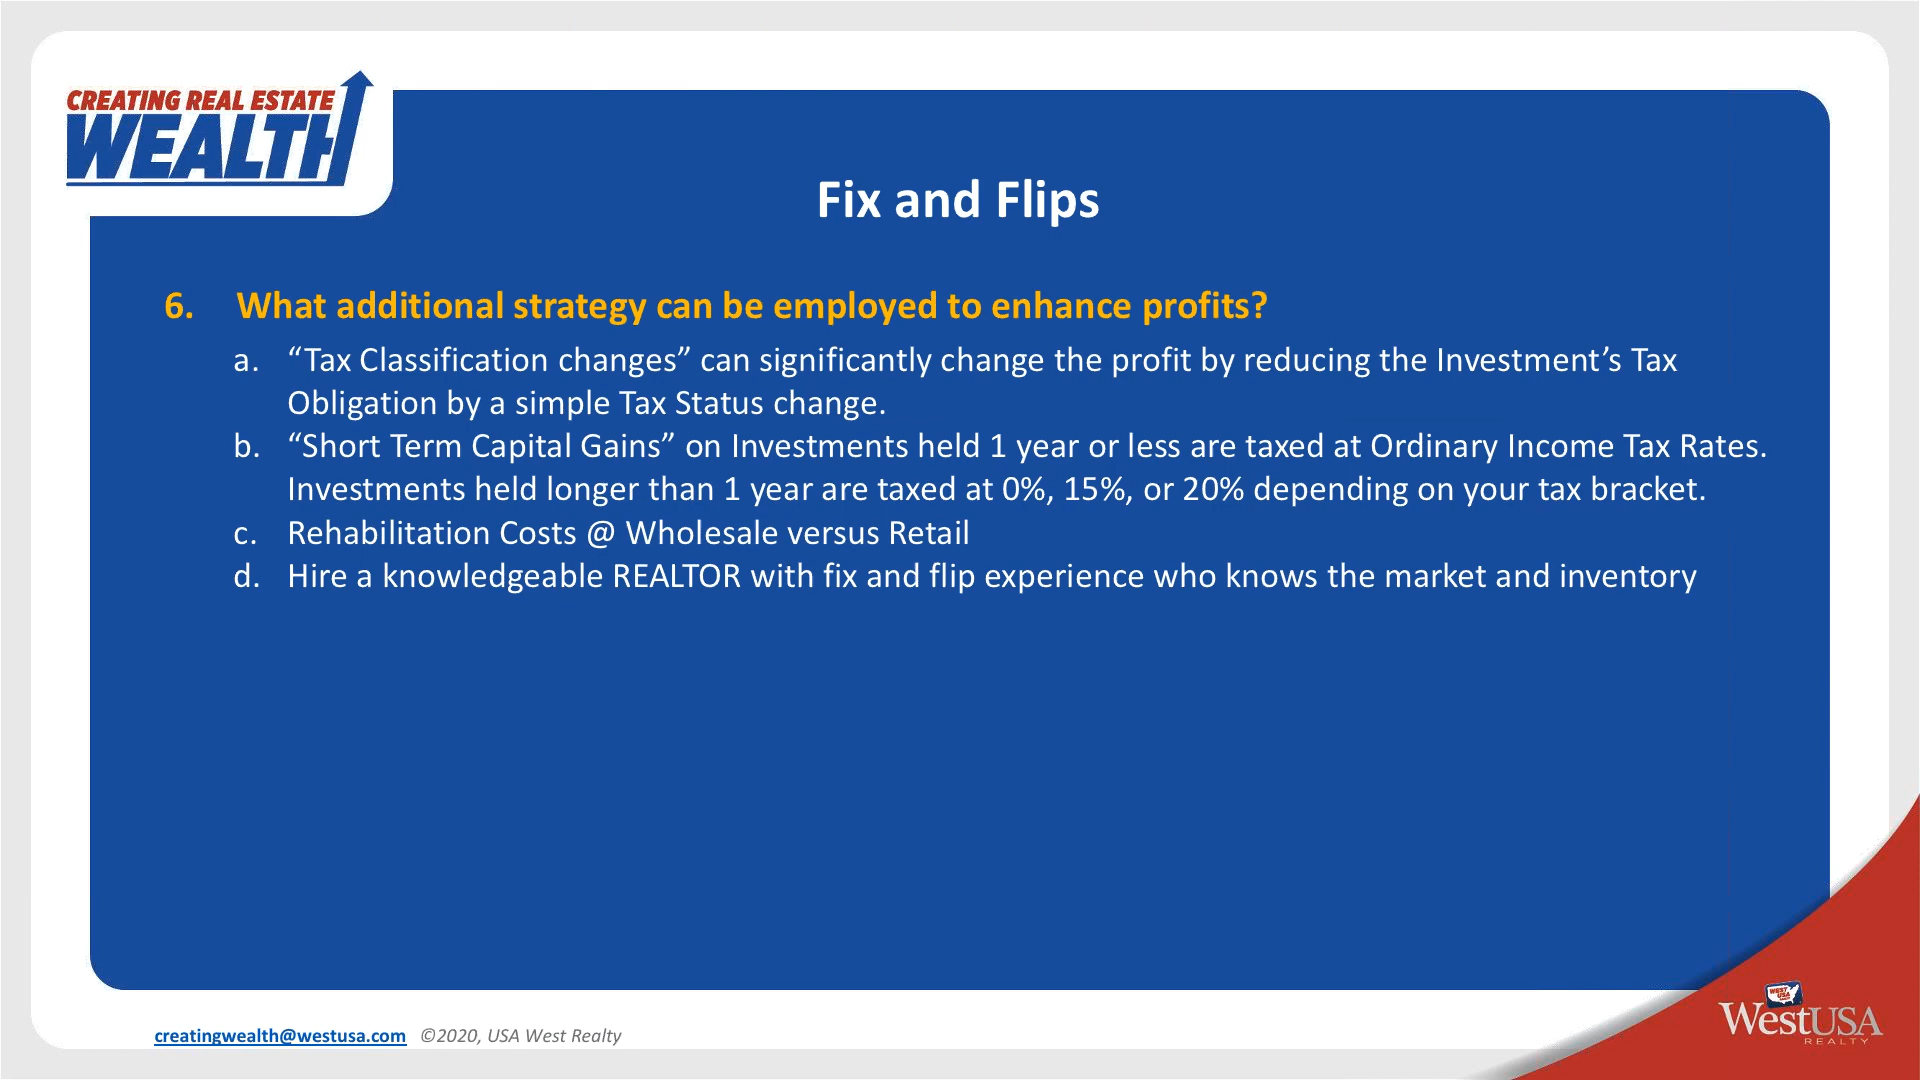 CREATING REAL ESTATE
WEALTH
Fix and Flips
6. What additional strategy can be employed to enhance profits?
a. “Tax Classification changes” can significantly change the profit by reducing the Investment’s Tax
Obligation by a simple Tax Status change.
b. “Short Term Capital Gains” on Investments held 1 year or less are taxed at Ordinary Income Tax Rates.
Investments held longer than 1 year are taxed at 0%, 15%, or 20% depending on your tax bracket.
c. Rehabilitation Costs @ Wholesale versus Retail
d. Hire a knowledgeable REALTOR with fix and flip experience who knows the market and inventory
creatingwealth@westusa.com ©2020, USA West Realty
WEST
USA
WestUSA
REALTY